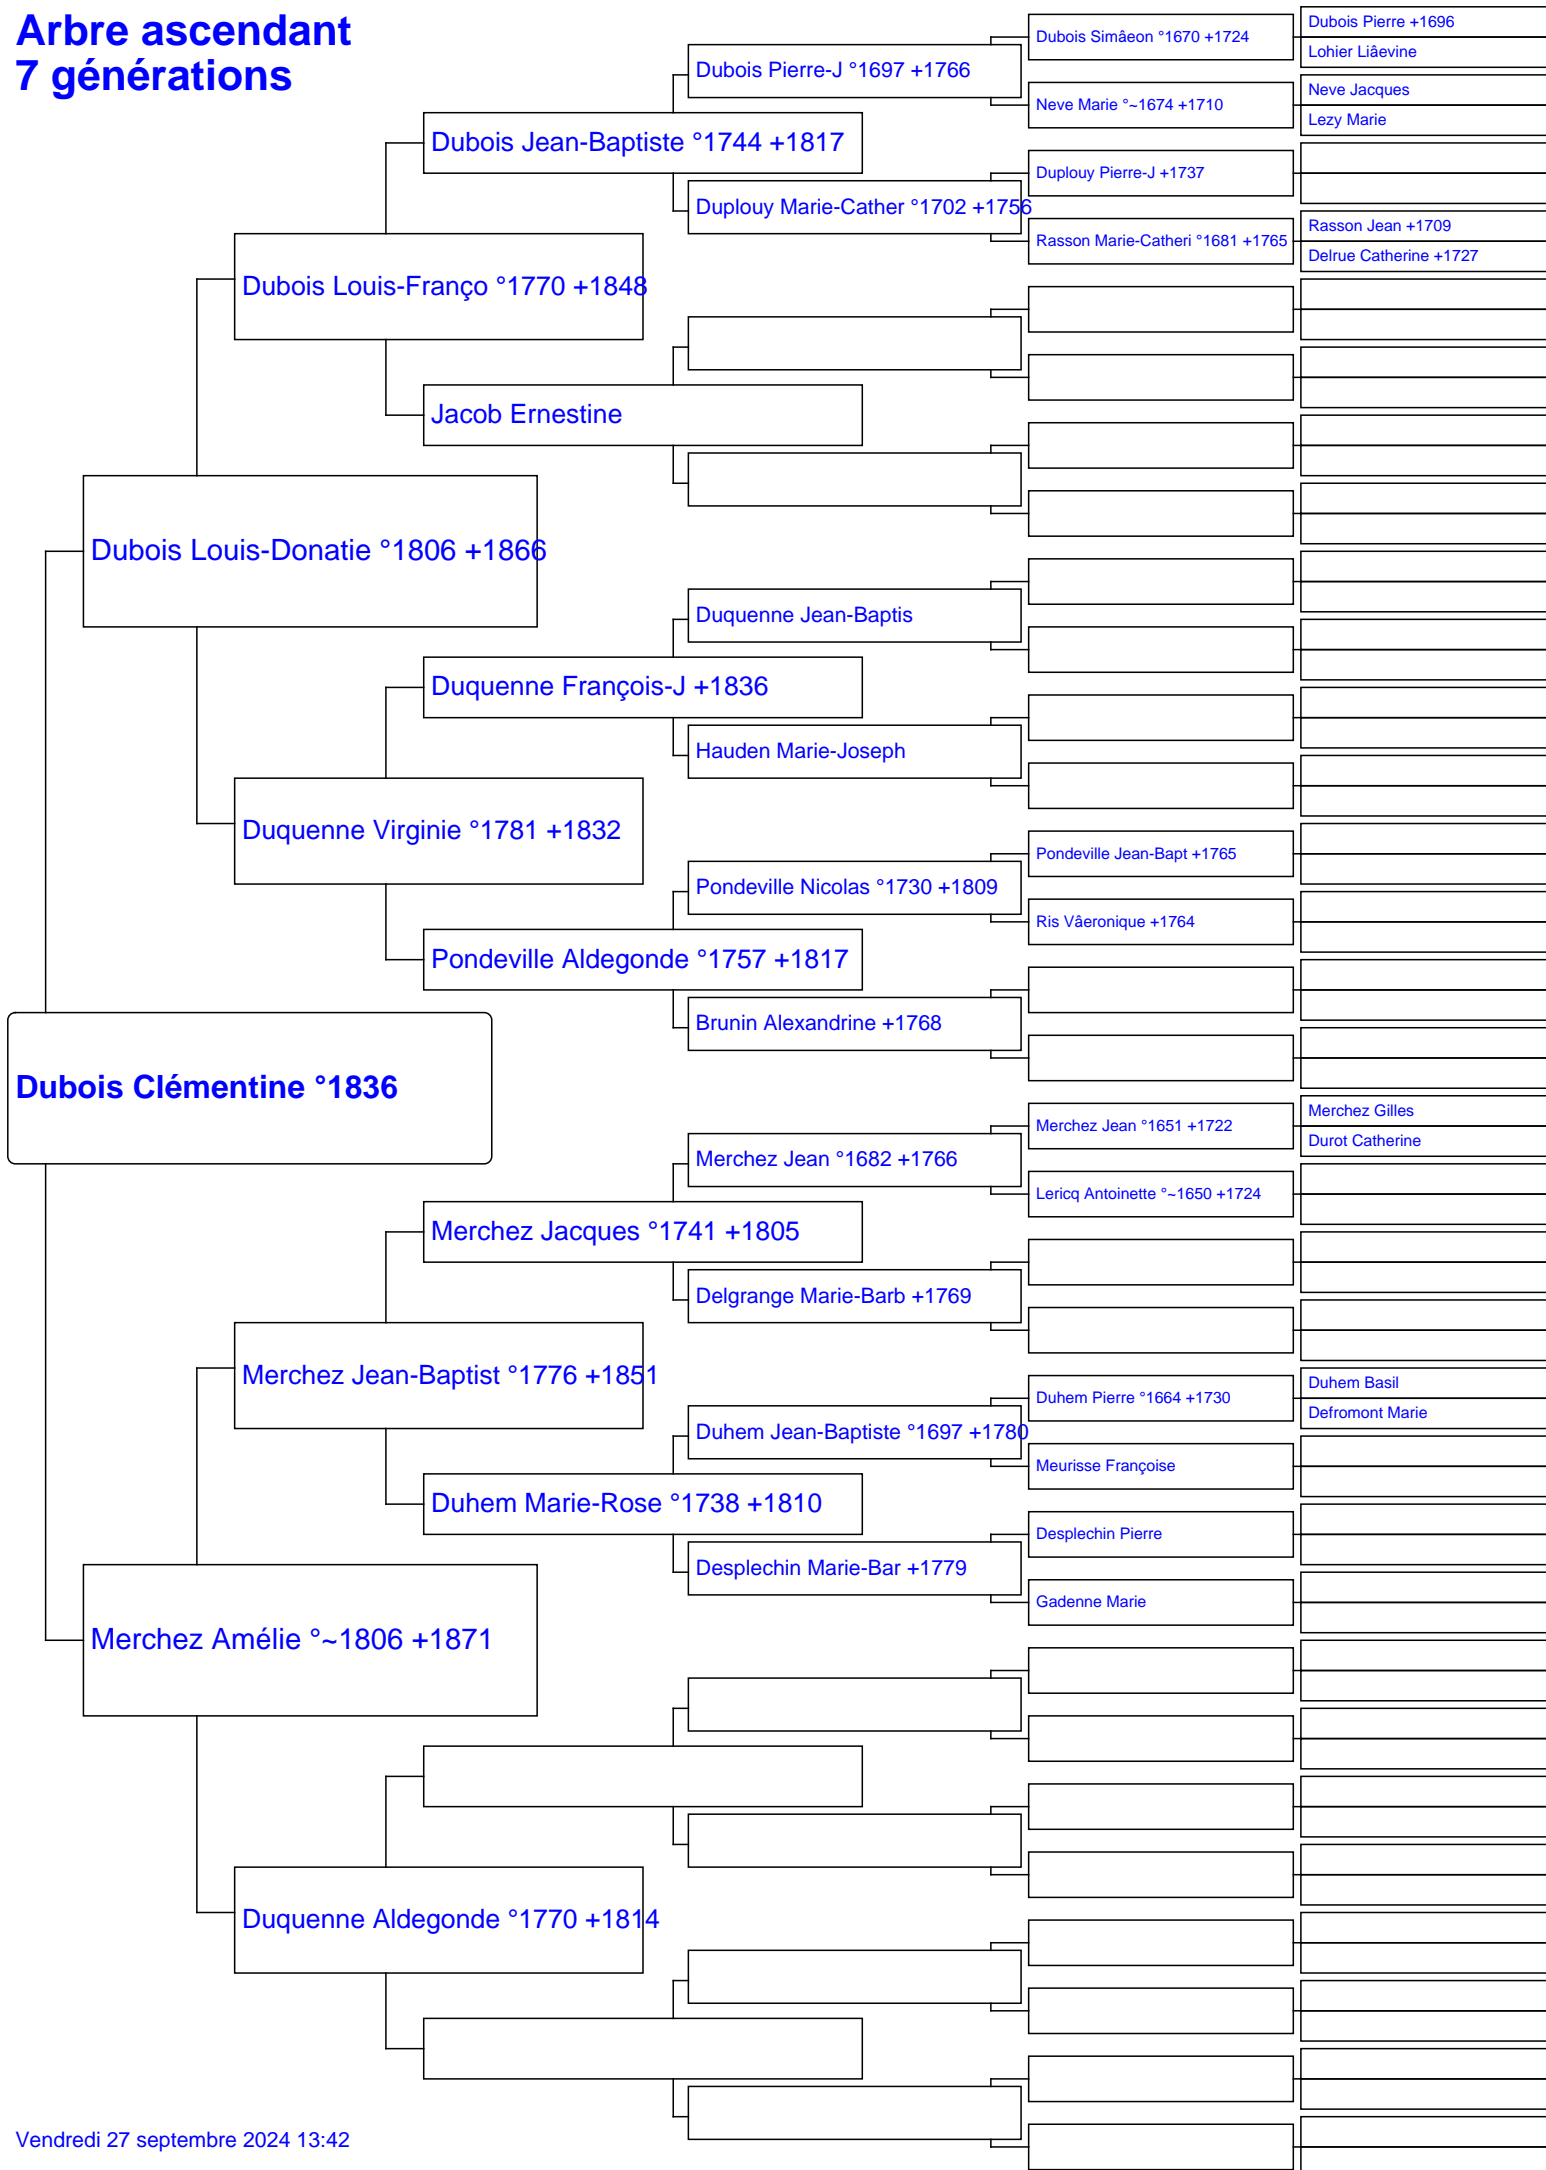 Arbre ascendant
7 générations
Dubois Clémentine °1836
Dubois Louis-Donatie °1806 +1866
Merchez Amélie °~1806 +1871
Dubois Louis-Franço °1770 +1848
Duquenne Virginie °1781 +1832
Merchez Jean-Baptist °1776 +1851
Duquenne Aldegonde °1770 +1814
Dubois Jean-Baptiste °1744 +1817
Jacob Ernestine
Duquenne François-J +1836
Pondeville Aldegonde °1757 +1817
Merchez Jacques °1741 +1805
Duhem Marie-Rose °1738 +1810
Dubois Pierre-J °1697 +1766
Duplouy Marie-Cather °1702 +1756
Duquenne Jean-Baptis
Hauden Marie-Joseph
Pondeville Nicolas °1730 +1809
Brunin Alexandrine +1768
Merchez Jean °1682 +1766
Delgrange Marie-Barb +1769
Duhem Jean-Baptiste °1697 +1780
Desplechin Marie-Bar +1779
Dubois Simâeon °1670 +1724
Neve Marie °~1674 +1710
Duplouy Pierre-J +1737
Rasson Marie-Catheri °1681 +1765
Pondeville Jean-Bapt +1765
Ris Vâeronique +1764
Merchez Jean °1651 +1722
Lericq Antoinette °~1650 +1724
Duhem Pierre °1664 +1730
Meurisse Françoise
Desplechin Pierre
Gadenne Marie
Dubois Pierre +1696
Lohier Liâevine
Neve Jacques
Lezy Marie
Rasson Jean +1709
Delrue Catherine +1727
Merchez Gilles
Durot Catherine
Duhem Basil
Defromont Marie
Vendredi 27 septembre 2024 13:42